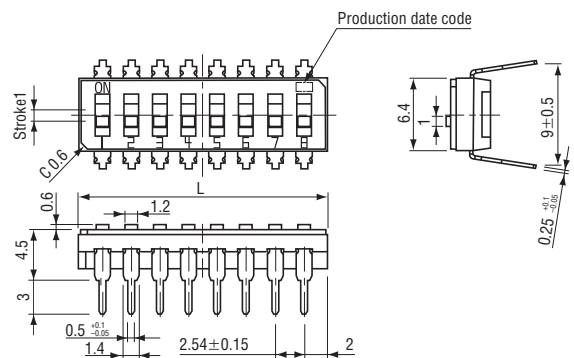 Production date code
ON
1 2 3 4 5 6 7 8
Stroke1
C 0.6
L
6.4
1
9±0.5
0.25 +0.1 -0.05
0.6
1.2
4.5
3
0.5 +0.1 -0.05
1.4
2.54±0.15
2